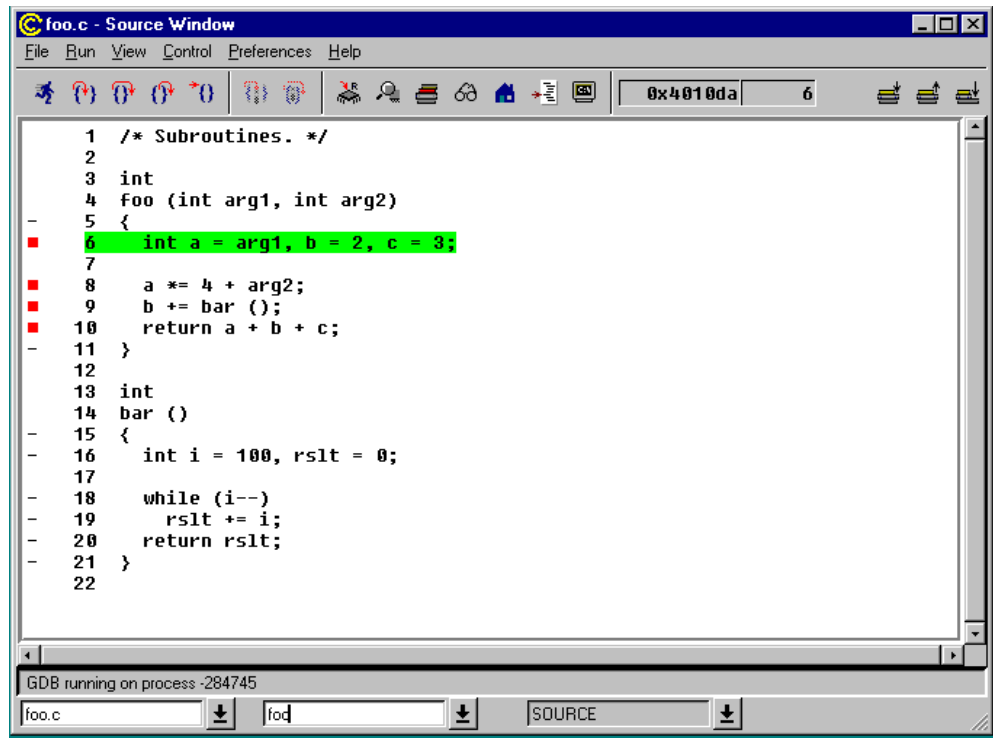 foo.c - Source Window
File Run View Control Preferences Help
0x4010da 6
1 /* Subroutines. */
2
3 int
4 foo (int arg1, int arg2)
- 5 {
6 int a = arg1, b = 2, c = 3;
7
8 a *= 4 + arg2;
9 b += bar ();
10 return a + b + c;
- 11 }
12
13 int
14 bar ()
- 15 {
- 16 int i = 100, rslt = 0;
17
- 18 while (i--)
- 19 rslt += i;
- 20 return rslt;
- 21 }
22
GDB running on process -284745
foo.c foo SOURCE